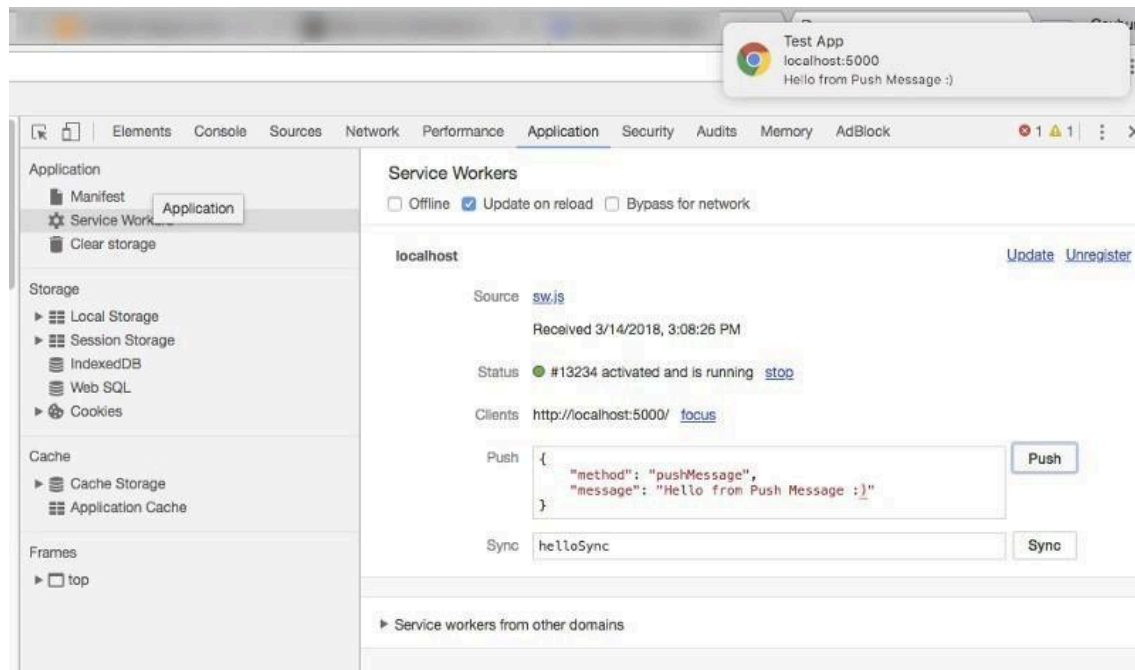 Test App
localhost:5000
Hello from Push Message :)
Elements Console Sources Network Performance Application Security Audits Memory AdBlock 1 1
Application
Manifest
Application
Service Workers
Clear storage
Storage
Local Storage
Session Storage
IndexedDB
Web SQL
Cookies
Cache
Cache Storage
Application Cache
Frames
top
Service Workers
Offline Update on reload Bypass for network
localhost Update Unregister
Source sw.js
Received 3/14/2018, 3:08:26 PM
Status #13234 activated and is running stop
Clients http://localhost:5000/ focus
Push {
"method": "pushMessage",
"message": "Hello from Push Message :)"
}
Push
Sync helloSync Sync
Service workers from other domains